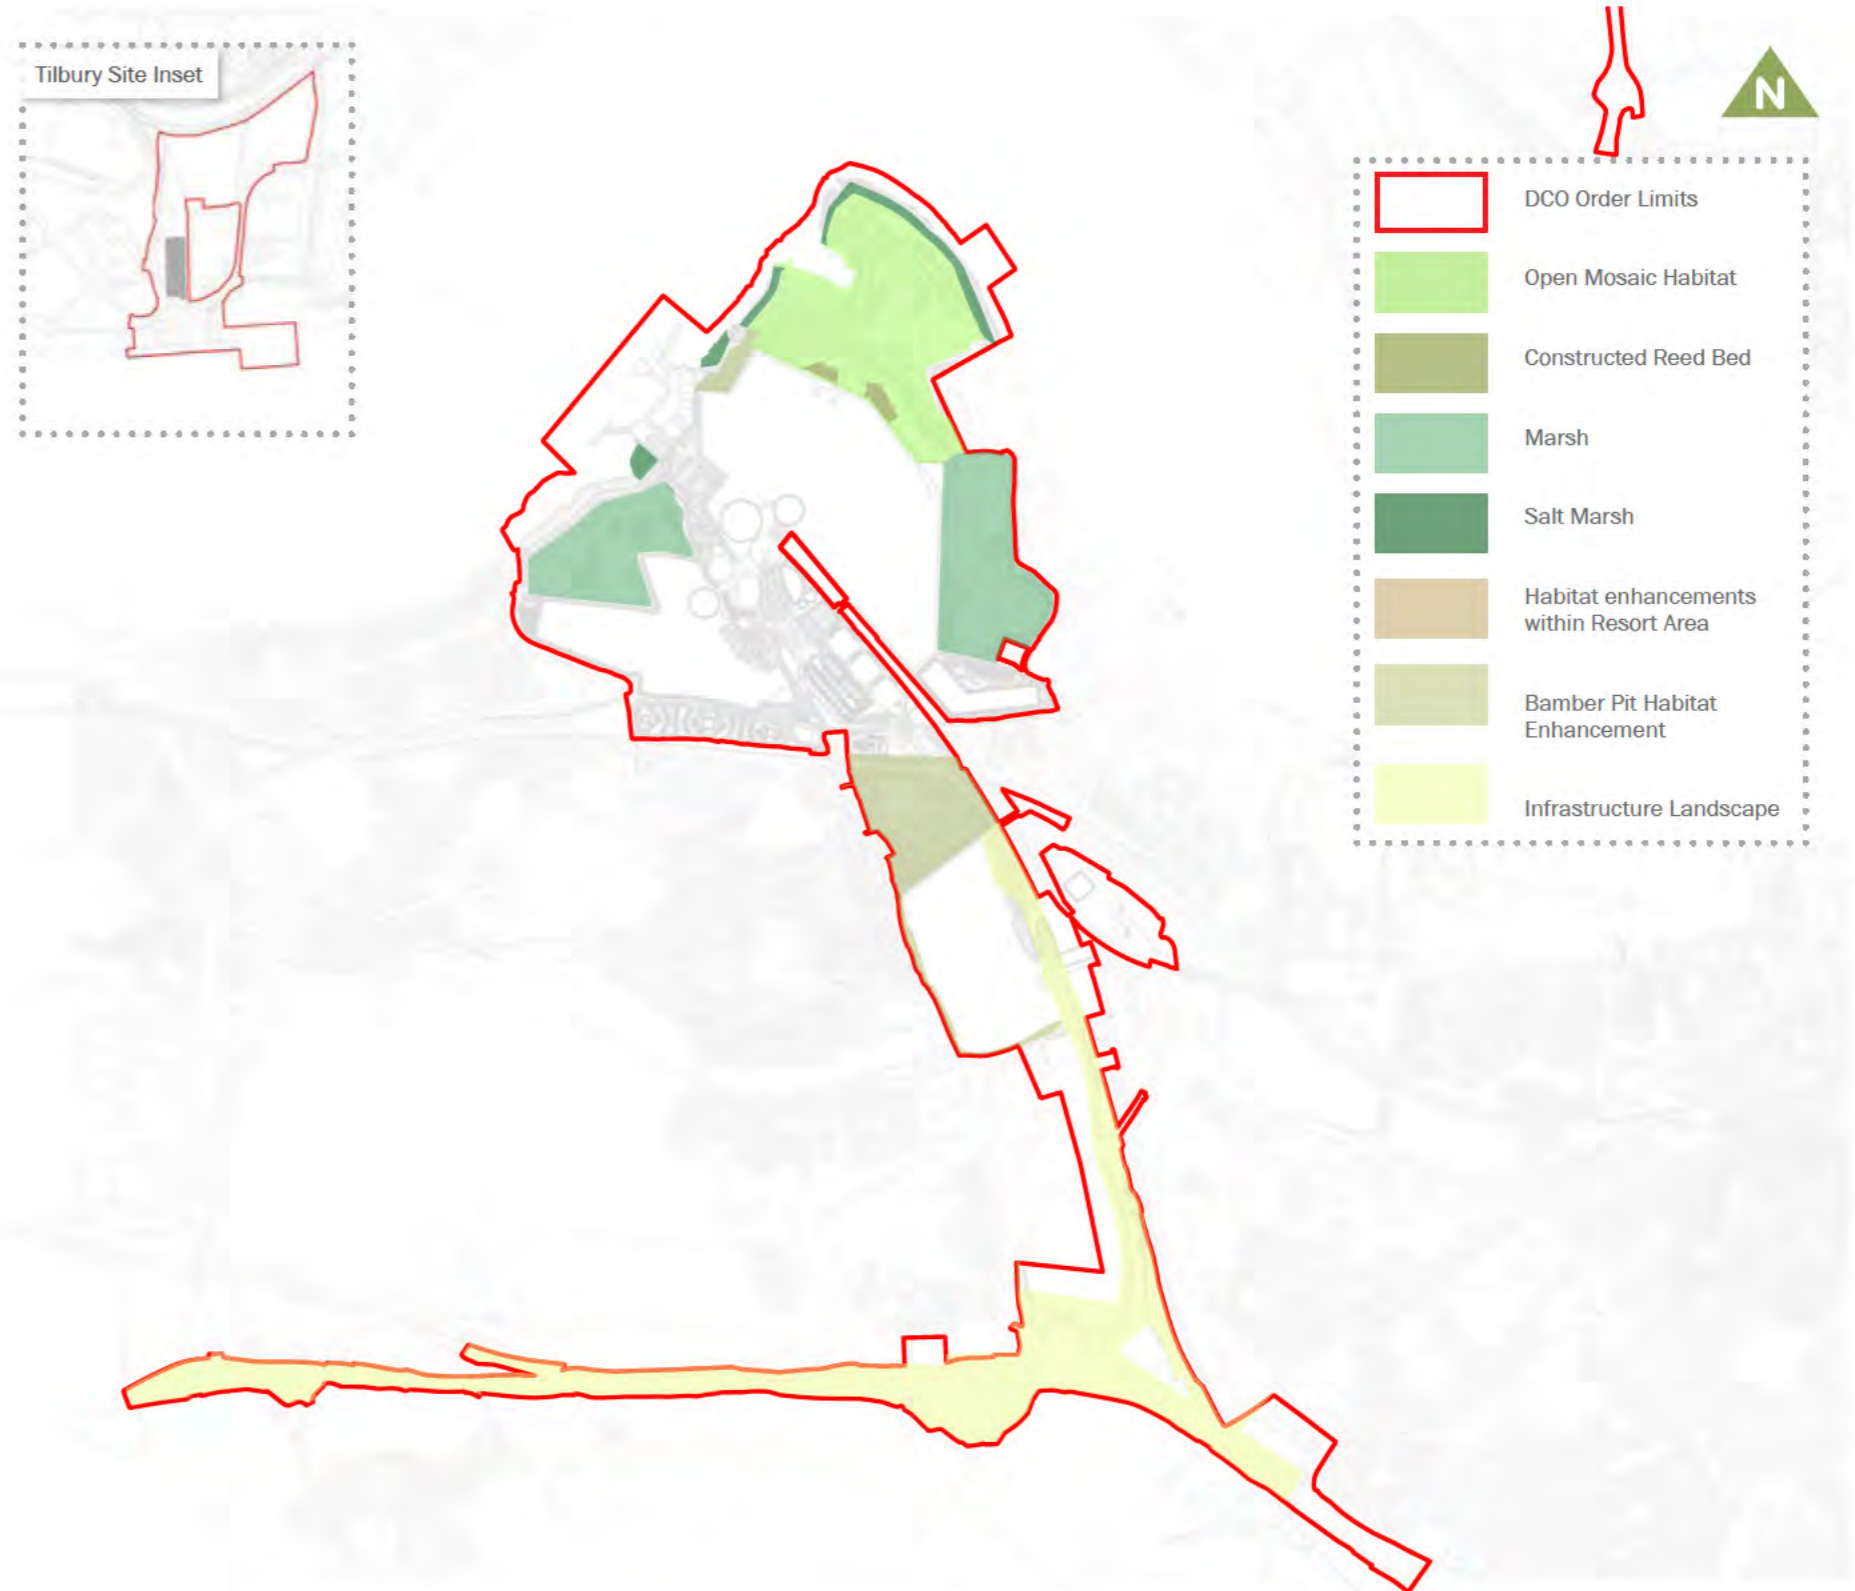 Tilbury Site Inset
N
DCO Order Limits
Open Mosaic Habitat
Constructed Reed Bed
Marsh
Salt Marsh
Habitat enhancements
within Resort Area
Bamber Pit Habitat
Enhancement
Infrastructure Landscape